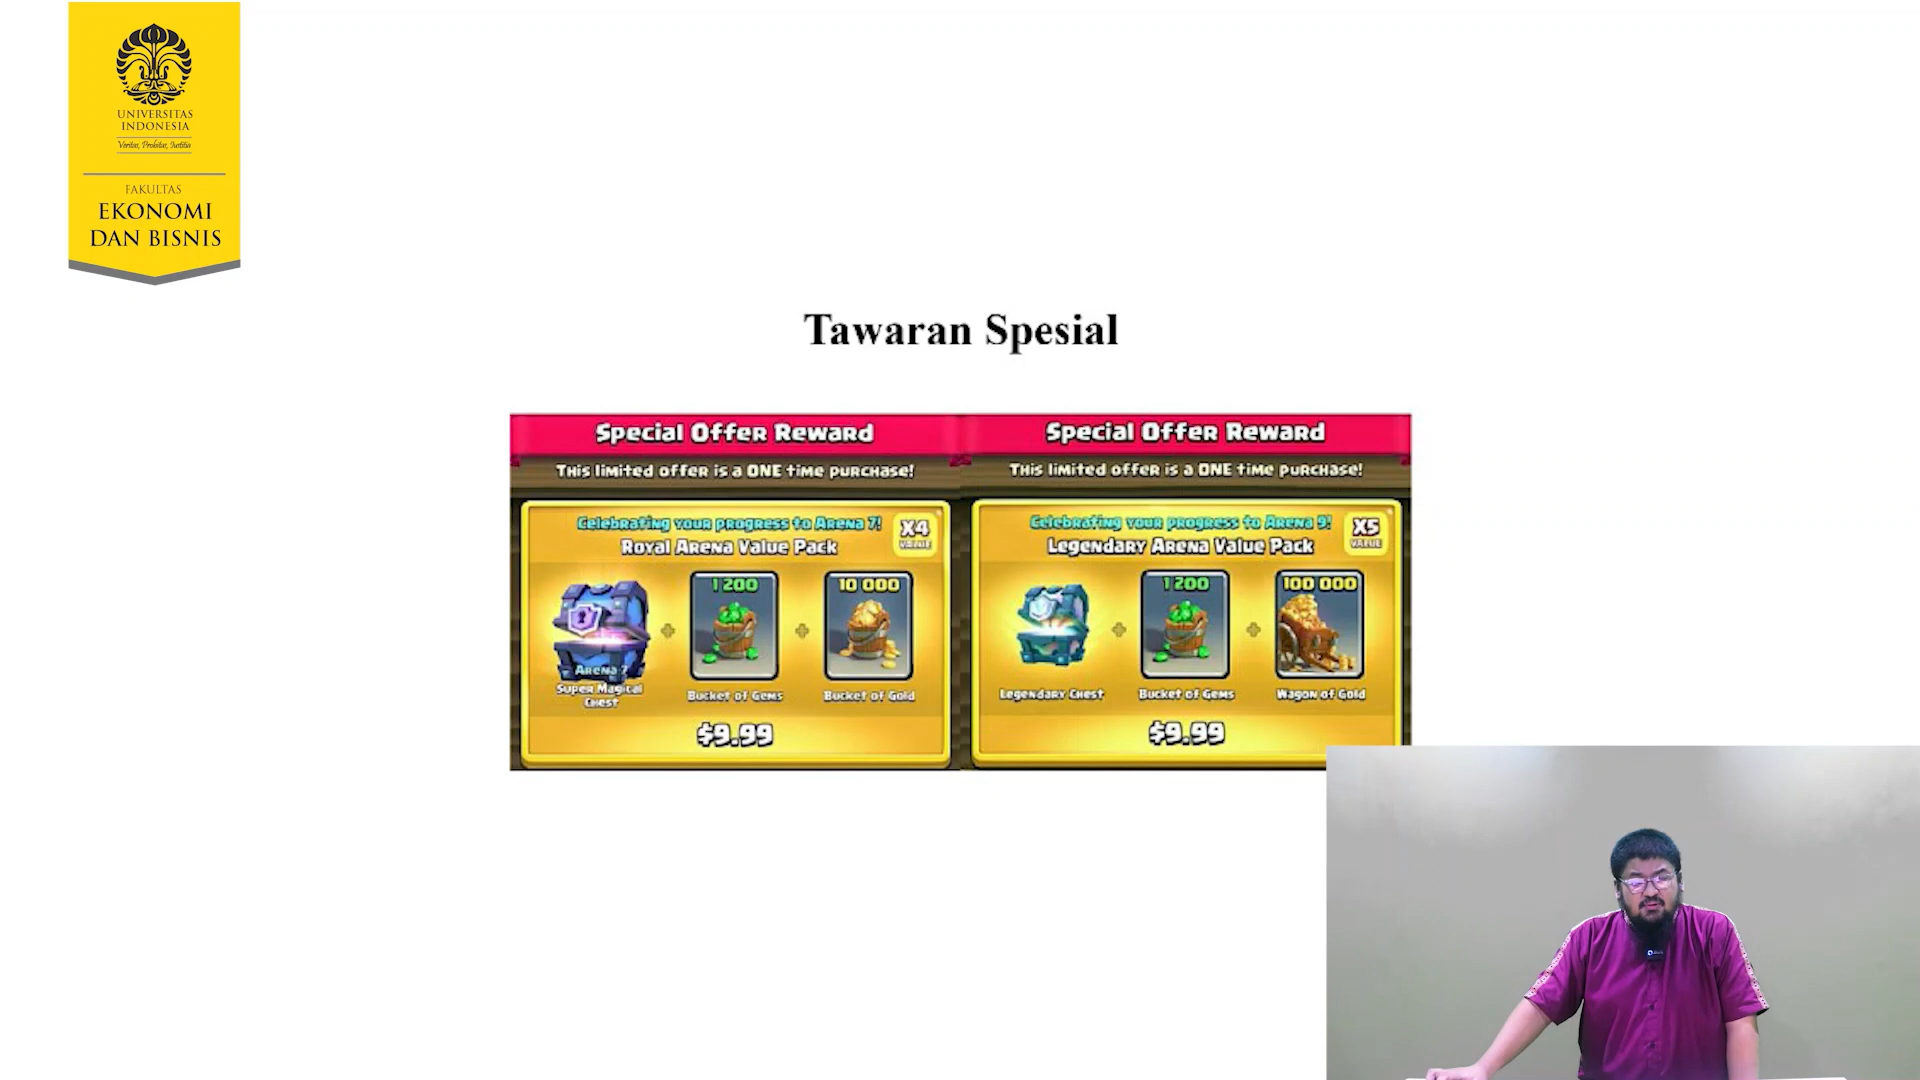 UNIVERSITAS
INDONESIA
Veritas, Probitas, Iustitia
FAKULTAS
EKONOMI
DAN BISNIS
Tawaran Spesial
Special Offer Reward
This limited offer is a ONE time purchase!
Celebrating your progress to Arena 7!
Royal Arena Value Pack
X4
VALUE
1 200
10 000
Arena 7
Super Magical
Chest
Bucket of Gems
Bucket of Gold
$9.99
Special Offer Reward
This limited offer is a ONE time purchase!
Celebrating your progress to Arena 9!
Legendary Arena Value Pack
X5
VALUE
1 200
100 000
Legendary Chest
Bucket of Gems
Wagon of Gold
$9.99